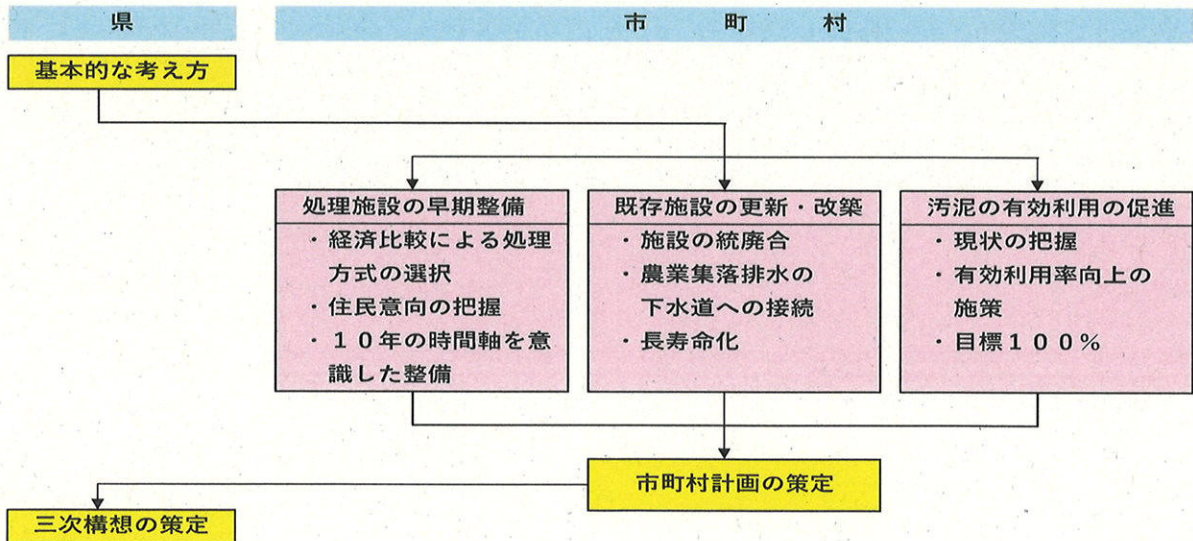 県
市町村
基本的な考え方
処理施設の早期整備
・経済比較による処理
方式の選択
・住民意向の把握
・１０年の時間軸を意
識した整備
既存施設の更新・改築
・施設の統廃合
・農業集落排水の
下水道への接続
・長寿命化
汚泥の有効利用の促進
・現状の把握
・有効利用率向上の
施策
・目標１００％
市町村計画の策定
三次構想の策定